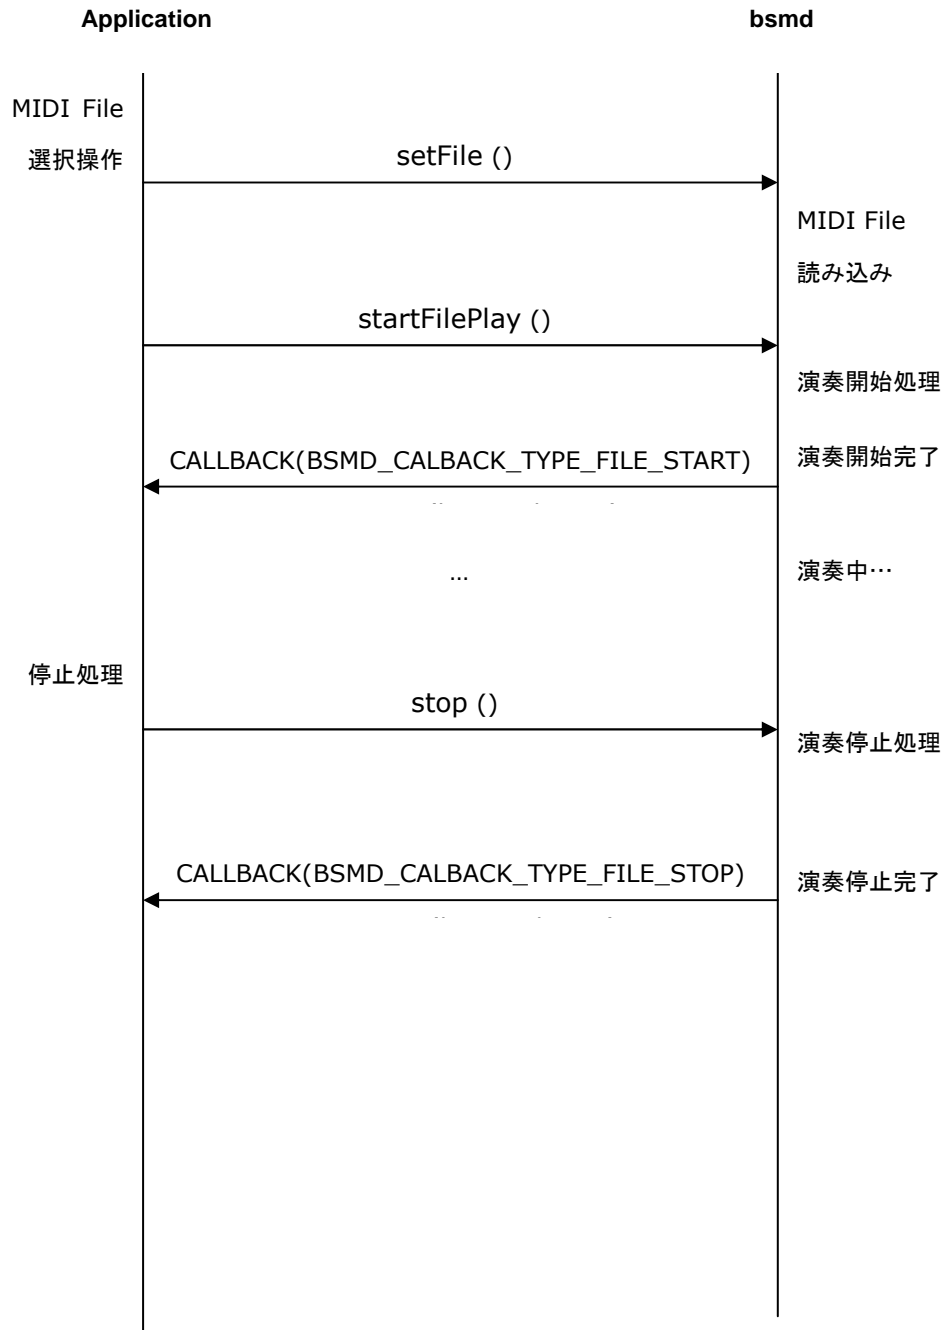 Application
bsmd
MIDI File
選択操作
setFile ()
MIDI File
読み込み
startFilePlay ()
演奏開始処理
CALLBACK(BSMD_CALBACK_TYPE_FILE_START)
演奏開始完了
…
演奏中…
停止処理
stop ()
演奏停止処理
CALLBACK(BSMD_CALBACK_TYPE_FILE_STOP)
演奏停止完了